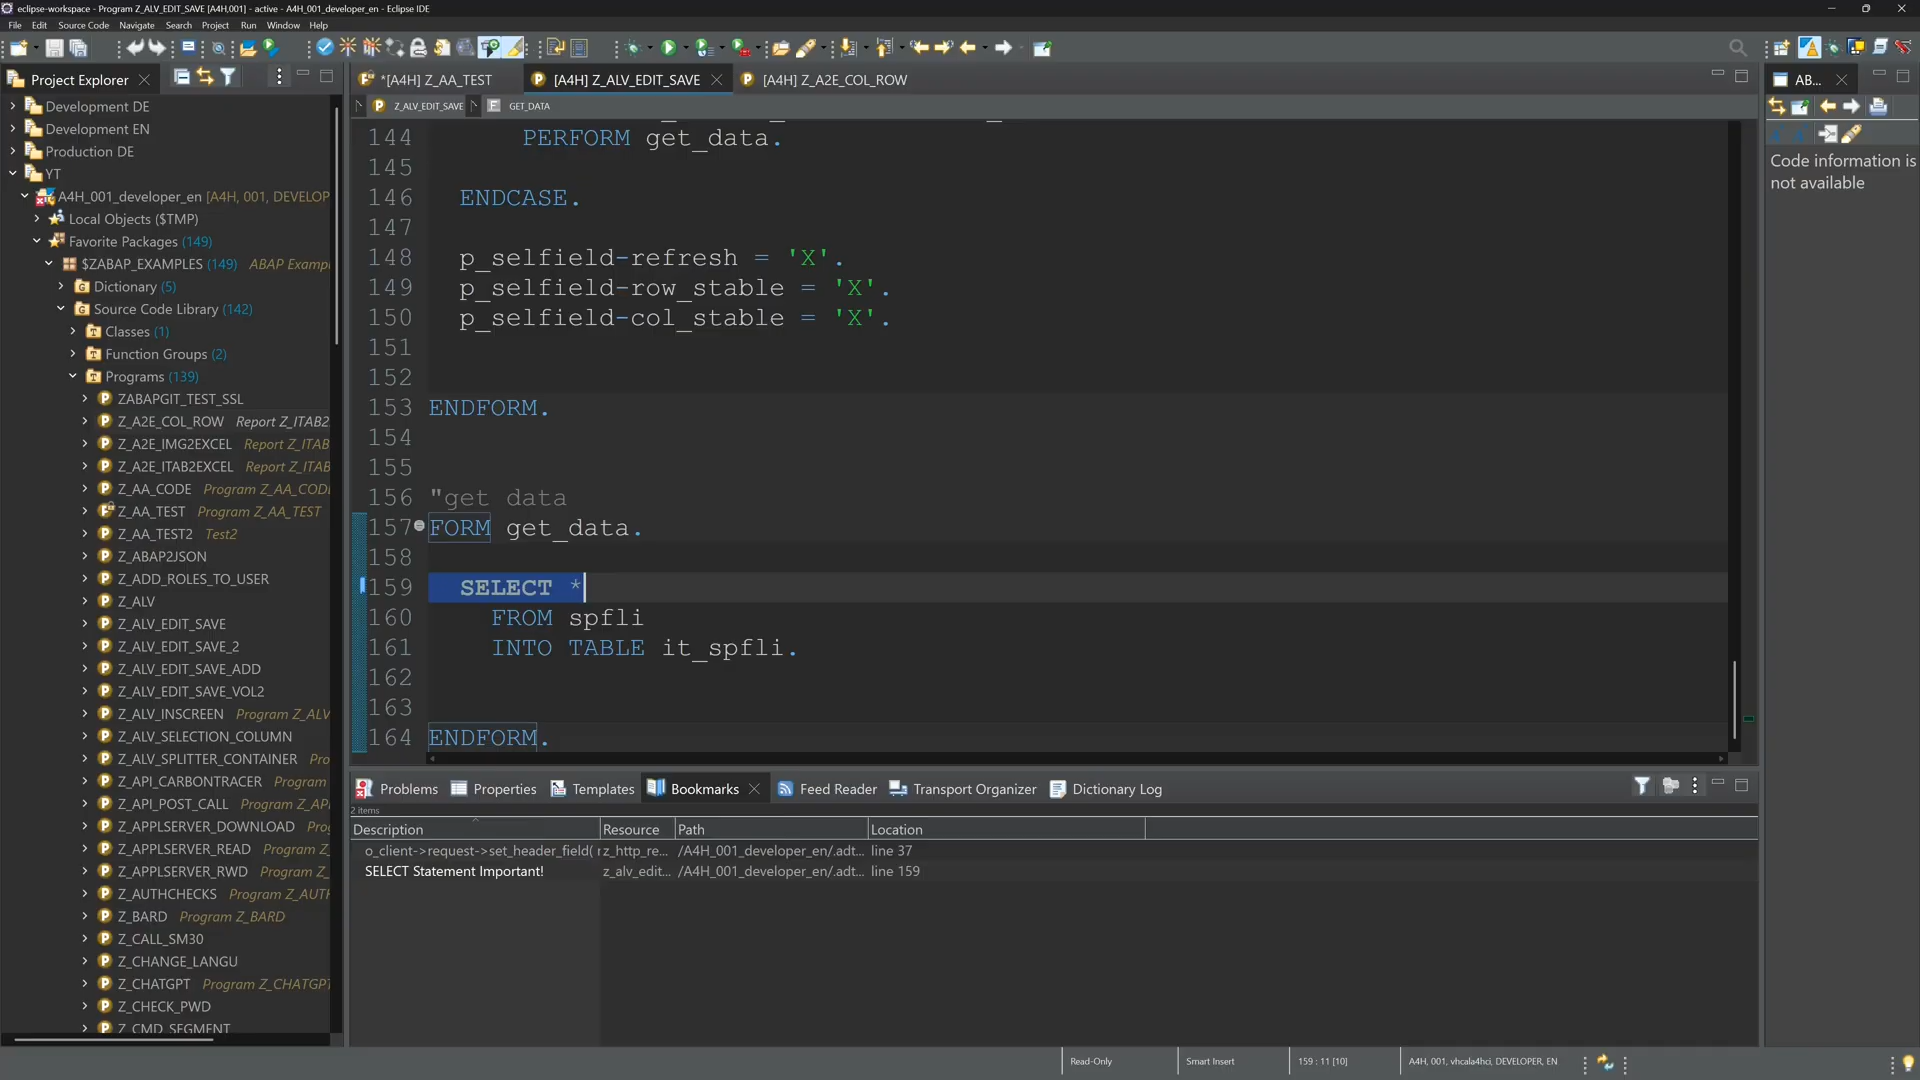 eclipse-workspace - Program Z_ALV_EDIT_SAVE [A4H,001] - active - A4H_001_developer_en - Eclipse IDE
File Edit Source Code Navigate Search Project Run Window Help
Project Explorer
*[A4H] Z_AA_TEST
[A4H] Z_ALV_EDIT_SAVE
[A4H] Z_A2E_COL_ROW
AB...
Z_ALV_EDIT_SAVE GET_DATA
Development DE
Development EN
Production DE
YT
A4H_001_developer_en [A4H, 001, DEVELOP
Local Objects ($TMP)
Favorite Packages (149)
$ZABAP_EXAMPLES (149) ABAP Examp
Dictionary (5)
Source Code Library (142)
Classes (1)
Function Groups (2)
Programs (139)
ZABAPGIT_TEST_SSL
Z_A2E_COL_ROW Report Z_ITAB2
Z_A2E_IMG2EXCEL Report Z_ITAB
Z_A2E_ITAB2EXCEL Report Z_ITAB
Z_AA_CODE Program Z_AA_CODE
Z_AA_TEST Program Z_AA_TEST
Z_AA_TEST2 Test2
Z_ABAP2JSON
Z_ADD_ROLES_TO_USER
Z_ALV
Z_ALV_EDIT_SAVE
Z_ALV_EDIT_SAVE_2
Z_ALV_EDIT_SAVE_ADD
Z_ALV_EDIT_SAVE_VOL2
Z_ALV_INSCREEN Program Z_ALV
Z_ALV_SELECTION_COLUMN
Z_ALV_SPLITTER_CONTAINER Pro
Z_API_CARBONTRACER Program
Z_API_POST_CALL Program Z_AP
Z_APPLSERVER_DOWNLOAD Pro
Z_APPLSERVER_READ Program Z
Z_APPLSERVER_RWD Program Z_
Z_AUTHCHECKS Program Z_AUTH
Z_BARD Program Z_BARD
Z_CALL_SM30
Z_CHANGE_LANGU
Z_CHATGPT Program Z_CHATGPT
Z_CHECK_PWD
Z_CMD_SEGMENT
144 PERFORM get_data.
145
146 ENDCASE.
147
148 p_selfield-refresh = 'X'.
149 p_selfield-row_stable = 'X'.
150 p_selfield-col_stable = 'X'.
151
152
153 ENDFORM.
154
155
156 "get data
157 FORM get_data.
158
159 SELECT *
160 FROM spfli
161 INTO TABLE it_spfli.
162
163
164 ENDFORM.
Code information is
not available
Problems Properties Templates Bookmarks Feed Reader Transport Organizer Dictionary Log
2 items
Description Resource Path Location
o_client->request->set_header_field( r z_http_re... /A4H_001_developer_en/.adt... line 37
SELECT Statement Important! z_alv_edit... /A4H_001_developer_en/.adt... line 159
Read-Only Smart Insert 159 : 11 [10] A4H, 001, vhcala4hci, DEVELOPER, EN